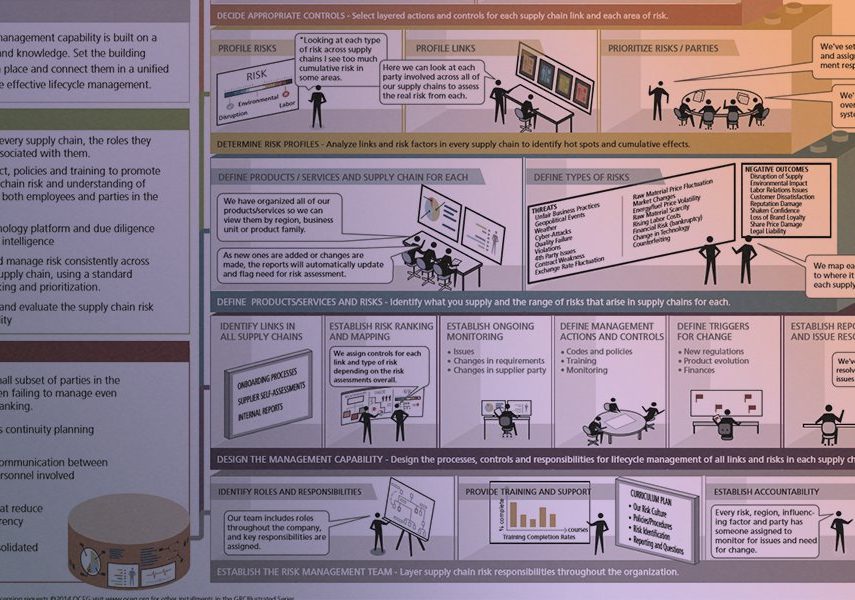 management capability is built on a
and knowledge. Set the building
place and connect them in a unified
effective lifecycle management.
every supply chain, the roles they
sociated with them.
ct, policies and training to promote
chain risk and understanding of
both employees and parties in the
nology platform and due diligence
intelligence
d manage risk consistently across
upply chain, using a standard
king and prioritization.
and evaluate the supply chain risk
ity
all subset of parties in the
en failing to manage even
anking.
s continuity planning
ommunication between
ersonnel involved
at reduce
rency
solidated
DECIDE APPROPRIATE CONTROLS - Select layered actions and controls for each supply chain link and each area of risk.
PROFILE RISKS
"Looking at each type
of risk across supply
chains I see too much
cumulative risk in
some areas.
RISK
Environmental
Labor
Disruption
PROFILE LINKS
Here we can look at each
party involved across all of
our supply chains to assess
the real risk from each.
PRIORITIZE RISKS / PARTIES
We've set
and assig
ment resp
We'
over
syste
DETERMINE RISK PROFILES - Analyze links and risk factors in every supply chain to identify hot spots and cumulative effects.
DEFINE PRODUCTS / SERVICES AND SUPPLY CHAIN FOR EACH
We have organized all of our
products/services so we can
view them by region, business
unit or product family.
As new ones are added or changes are
made, the reports will automatically update
and flag need for risk assessment.
DEFINE TYPES OF RISKS
THREATS
Unfair Business Practices
Geopolitical Events
Weather
Cyber-Attacks
Quality Failure
Violations
4th Party Issues
Contract Weakness
Exchange Rate Fluctuation
Raw Material Price Fluctuation
Market Changes
Energy/fuel Price Volatility
Raw Material Scarcity
Rising Labor Costs
Financial Risk (bankruptcy)
Change in Technology
Counterfeiting
NEGATIVE OUTCOMES
Disruption of Supply
Environmental Impact
Labor Relations Issues
Customer Dissatisfaction
Reputation Damage
Shaken Confidence
Loss of Brand Loyalty
Share Price Damage
Legal Liability
We map ea
to where it
each supply
DEFINE PRODUCTS/SERVICES AND RISKS - Identify what you supply and the range of risks that arise in supply chains for each.
IDENTIFY LINKS IN
ALL SUPPLY CHAINS
ONBOARDING PROCESSES
SUPPLIER SELF-ASSESSMENTS
INTERNAL REPORTS
ESTABLISH RISK RANKING
AND MAPPING
We assign controls for each
link and type of risk
depending on the risk
assessments overall.
ESTABLISH ONGOING
MONITORING
• Issues
• Changes in requirements
• Changes in supplier party
DEFINE MANAGEMENT
ACTIONS AND CONTROLS
• Codes and policies
• Training
• Monitoring
DEFINE TRIGGERS
FOR CHANGE
• New regulations
• Product evolution
• Finances
ESTABLISH REPO
AND ISSUE RESO
We'v
resolv
issues
DESIGN THE MANAGEMENT CAPABILITY - Design the processes, controls and responsibilities for lifecycle management of all links and risks in each supply ch
IDENTIFY ROLES AND RESPONSIBILITIES
Our team includes roles
throughout the company,
and key responsibilities are
assigned.
PROVIDE TRAINING AND SUPPORT
% complete
courses
Training Completion Rates
CURRICULUM PLAN
• Our Risk Culture
• Policies/Procedures
• Risk Identification
• Reporting and Questions
ESTABLISH ACCOUNTABILITY
Every risk, region, influenc-
ing factor and party has
someone assigned to
monitor for issues and need
for change.
ESTABLISH THE RISK MANAGEMENT TEAM - Layer supply chain risk responsibilities throughout the organization.